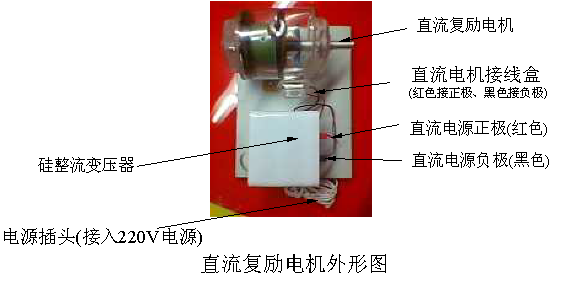 直流复励电机
直流电机接线盒
(红色接正极、黑色接负极)
直流电源正极(红色)
直流电源负极(黑色)
硅整流变压器
电源插头(接入220V电源)
直流复励电机外形图